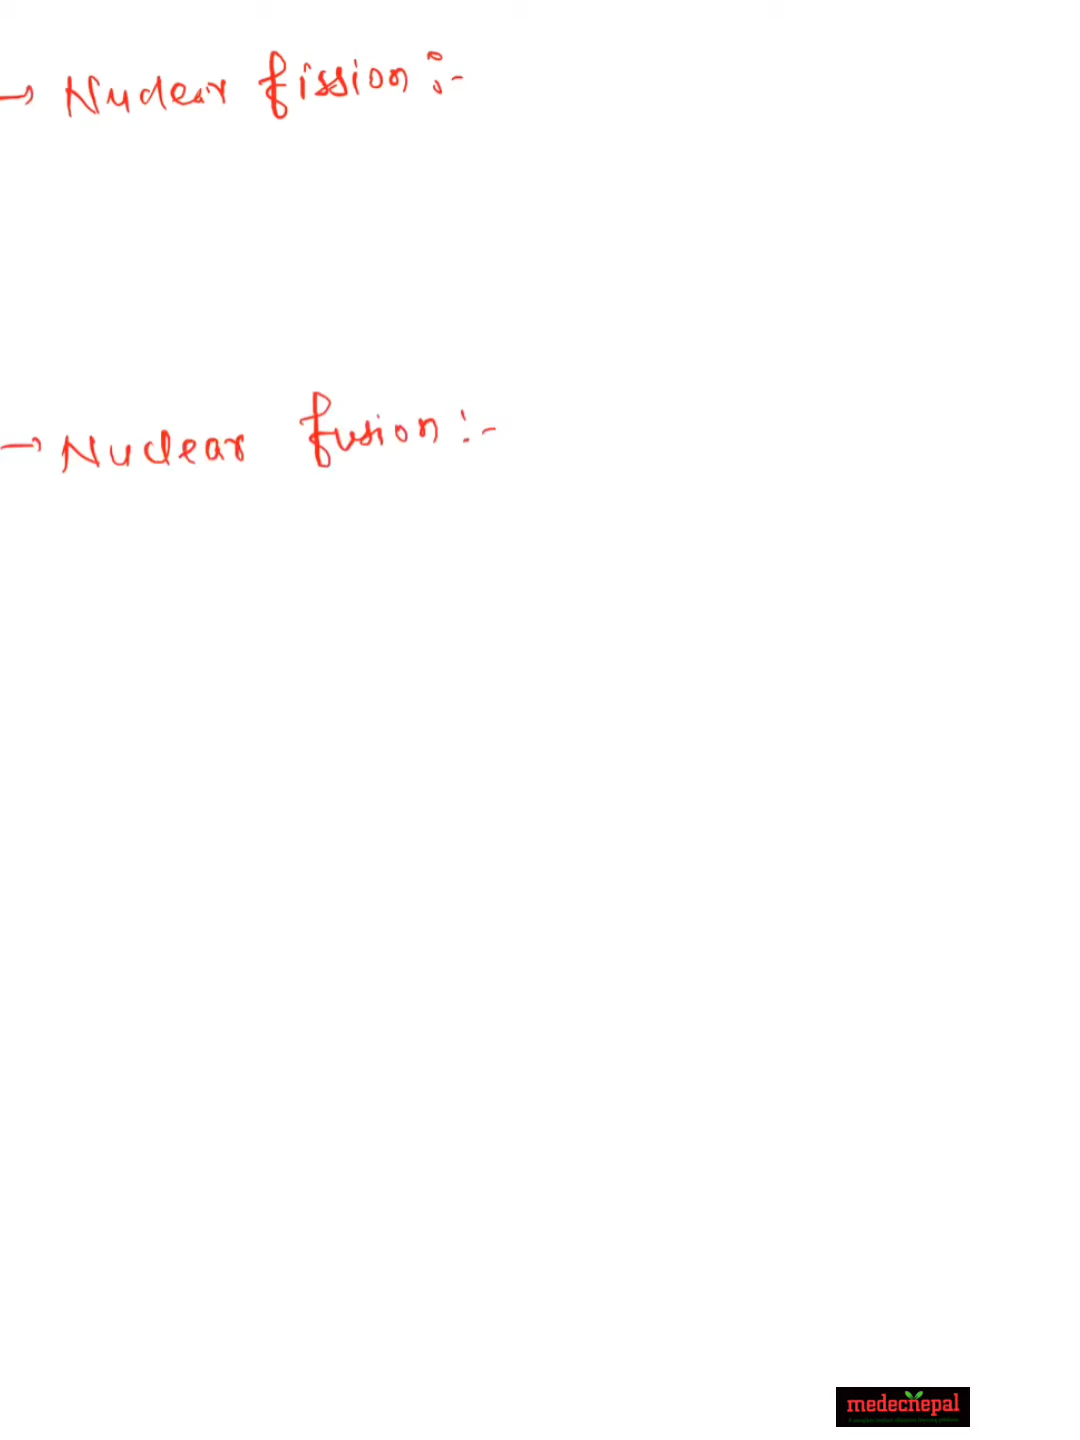 → Nuclear fission :-
→ Nuclear fusion :-
medecnepal